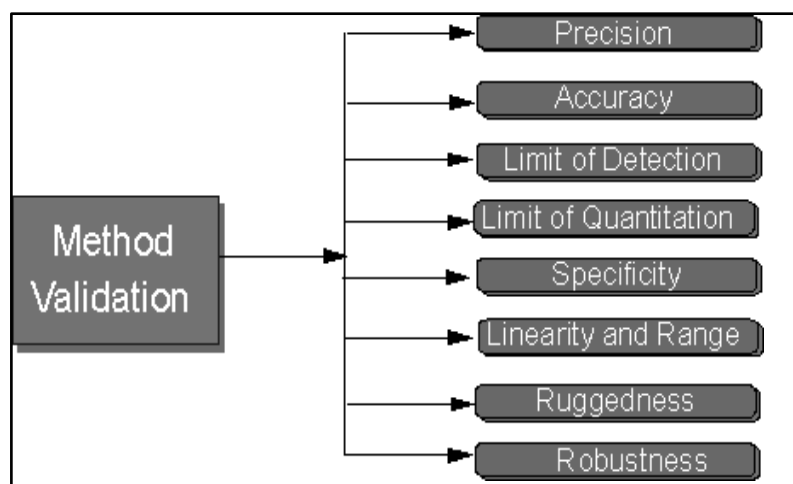 Precision
Accuracy
Limit of Detection
Limit of Quantitation
Method
Validation
Specificity
Linearity and Range
Ruggedness
Robustness